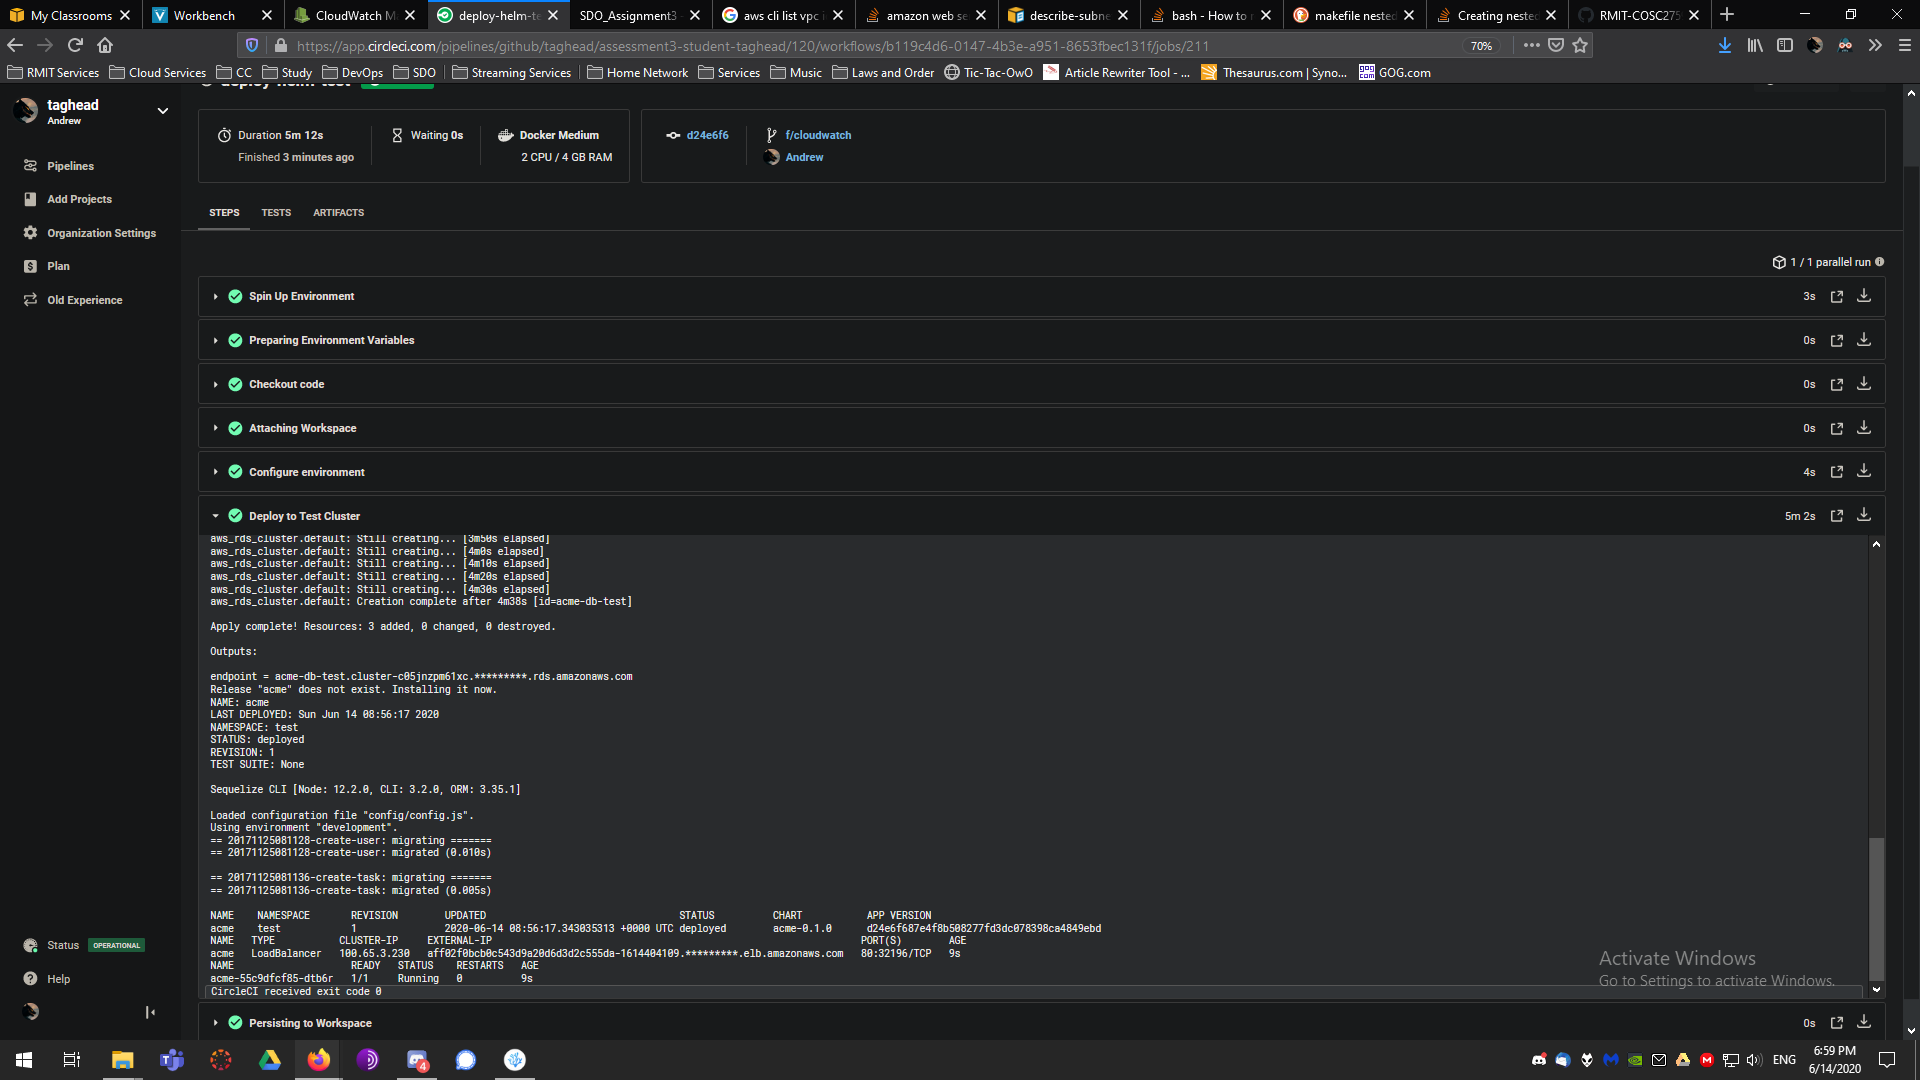 My Classrooms
Workbench
CloudWatch M
deploy-helm-te
SDO_Assignment3
aws cli list vpc i
amazon web se
describe-subne
bash - How to r
makefile nested
Creating neste
RMIT-COSC275
https://app.circleci.com/pipelines/github/taghead/assessment3-student-taghead/120/workflows/b119c4d6-0147-4b3e-a951-8653fbec131f/jobs/211
70%
RMIT Services
Cloud Services
CC
Study
DevOps
SDO
Streaming Services
Home Network
Services
Music
Laws and Order
Tic-Tac-OwO
Article Rewriter Tool - ...
Thesaurus.com | Syno...
GOG.com
taghead
Andrew
Pipelines
Add Projects
Organization Settings
Plan
Old Experience
deploy-helm-test
Duration 5m 12s
Finished 3 minutes ago
Waiting 0s
Docker Medium
2 CPU / 4 GB RAM
d24e6f6
f/cloudwatch
Andrew
STEPS
TESTS
ARTIFACTS
1 / 1 parallel run
Spin Up Environment 3s
Preparing Environment Variables 0s
Checkout code 0s
Attaching Workspace 0s
Configure environment 4s
Deploy to Test Cluster 5m 2s
aws_rds_cluster.default: Still creating... [3m50s elapsed]
aws_rds_cluster.default: Still creating... [4m0s elapsed]
aws_rds_cluster.default: Still creating... [4m10s elapsed]
aws_rds_cluster.default: Still creating... [4m20s elapsed]
aws_rds_cluster.default: Still creating... [4m30s elapsed]
aws_rds_cluster.default: Creation complete after 4m38s [id=acme-db-test]
Apply complete! Resources: 3 added, 0 changed, 0 destroyed.
Outputs:
endpoint = acme-db-test.cluster-c05jnzpm61xc.*********.rds.amazonaws.com
Release "acme" does not exist. Installing it now.
NAME: acme
LAST DEPLOYED: Sun Jun 14 08:56:17 2020
NAMESPACE: test
STATUS: deployed
REVISION: 1
TEST SUITE: None
Sequelize CLI [Node: 12.2.0, CLI: 3.2.0, ORM: 3.35.1]
Loaded configuration file "config/config.js".
Using environment "development".
== 20171125081128-create-user: migrating =======
== 20171125081128-create-user: migrated (0.010s)
== 20171125081136-create-task: migrating =======
== 20171125081136-create-task: migrated (0.005s)
NAME NAMESPACE REVISION UPDATED STATUS CHART APP VERSION
acme test 1 2020-06-14 08:56:17.343035313 +0000 UTC deployed acme-0.1.0 d24e6f687e4f8b508277fd3dc078398ca4849ebd
NAME TYPE CLUSTER-IP EXTERNAL-IP PORT(S) AGE
acme LoadBalancer 100.65.3.230 aff02f0bcb0c543d9a20d6d3d2c555da-1614404109.*********.elb.amazonaws.com 80:32196/TCP 9s
NAME READY STATUS RESTARTS AGE
acme-55c9dfcf85-dtb6r 1/1 Running 0 9s
CircleCI received exit code 0
Persisting to Workspace 0s
Status OPERATIONAL
Help
Activate Windows
Go to Settings to activate Windows.
4
ENG
6:59 PM
6/14/2020